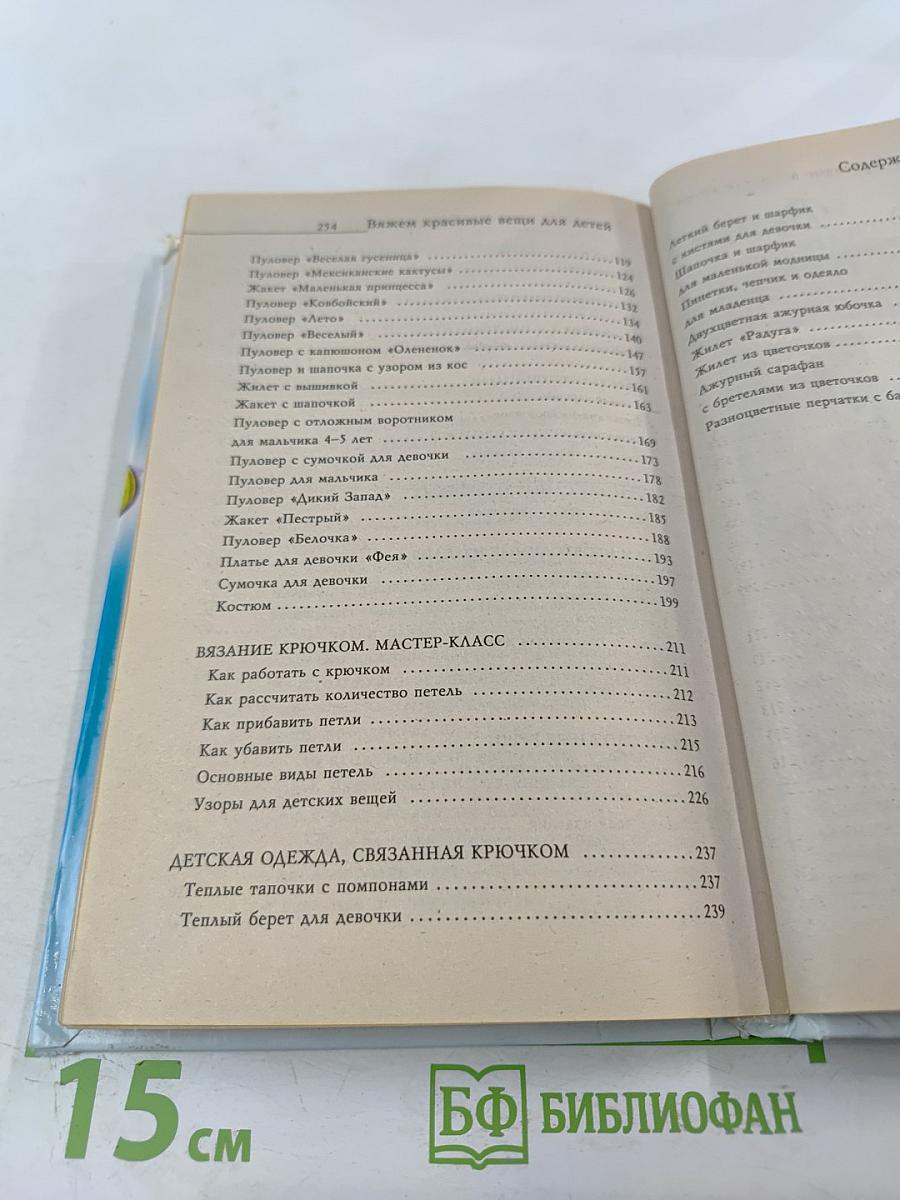 254 Вяжем красивые вещи для детей
Пуловер «Веселая гусеница» 119
Пуловер «Мексиканские кактусы» 124
Жакет «Маленькая принцесса» 126
Пуловер «Ковбойский» 132
Пуловер «Лето» 134
Пуловер «Веселый» 140
Пуловер с капюшоном «Олененок» 147
Пуловер и шапочка с узором из кос 157
Жилет с вышивкой 161
Жакет с шапочкой 163
Пуловер с отложным воротником
для мальчика 4–5 лет 169
Пуловер с сумочкой для девочки 173
Пуловер для мальчика 178
Пуловер «Дикий Запад» 182
Жакет «Пестрый» 185
Пуловер «Белочка» 188
Платье для девочки «Фея» 193
Сумочка для девочки 197
Костюм 199
ВЯЗАНИЕ КРЮЧКОМ. МАСТЕР-КЛАСС 211
Как работать с крючком 211
Как рассчитать количество петель 212
Как прибавить петли 213
Как убавить петли 215
Основные виды петель 216
Узоры для детских вещей 226
ДЕТСКАЯ ОДЕЖДА, СВЯЗАННАЯ КРЮЧКОМ 237
Теплые тапочки с помпонами 237
Теплый берет для девочки 239
Содерж
Летний берет и шарфик
с кистями для девочки
Шапочка и шарфик
для маленькой модницы
Пинетки, чепчик и одеяло
для младенца
Двухцветная ажурная юбочка
Жилет «Радуга»
Жилет из цветочков
Ажурный сарафан
с бретелями из цветочков
Разноцветные перчатки с ба
15 см
БФ БИБЛИОФАН